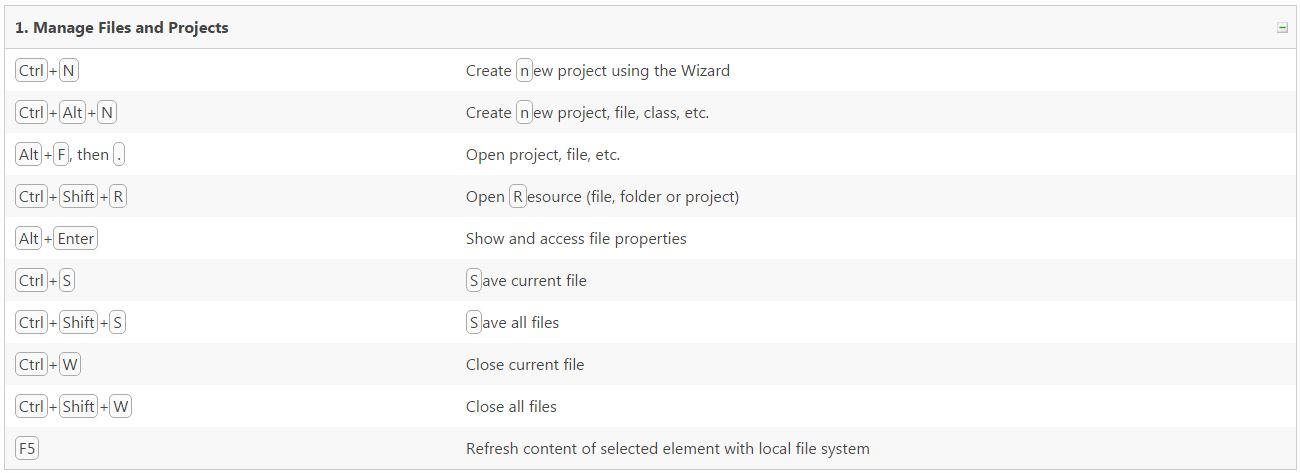 1. Manage Files and Projects
Ctrl+N Create new project using the Wizard
Ctrl+Alt+N Create new project, file, class, etc.
Alt+F, then . Open project, file, etc.
Ctrl+Shift+R Open Resource (file, folder or project)
Alt+Enter Show and access file properties
Ctrl+S Save current file
Ctrl+Shift+S Save all files
Ctrl+W Close current file
Ctrl+Shift+W Close all files
F5 Refresh content of selected element with local file system